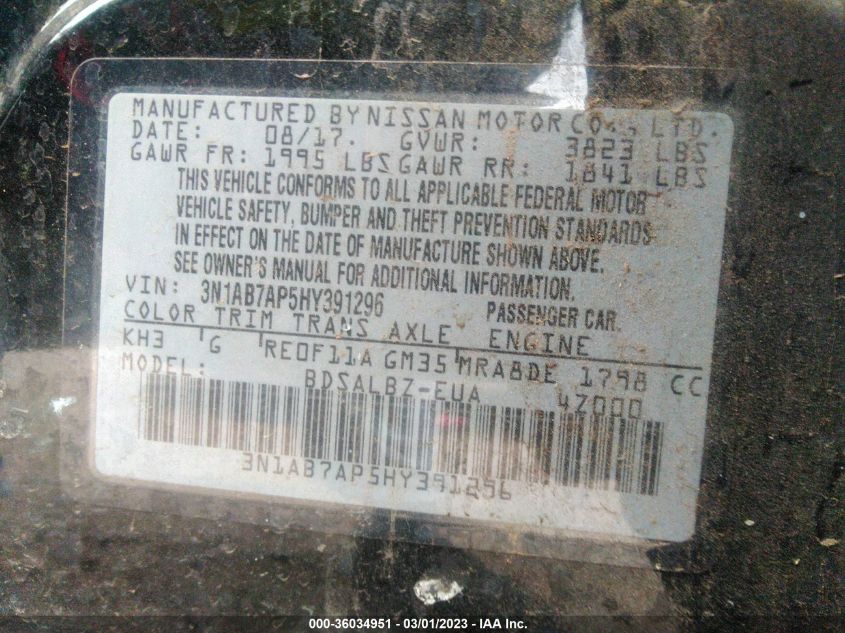 MANUFACTURED BY NISSAN MOTOR CO., LTD.
DATE: 08/17. GVWR: 3823 LBS
GAWR FR: 1995 LBS GAWR RR: 1841 LBS
THIS VEHICLE CONFORMS TO ALL APPLICABLE FEDERAL MOTOR
VEHICLE SAFETY, BUMPER AND THEFT PREVENTION STANDARDS
IN EFFECT ON THE DATE OF MANUFACTURE SHOWN ABOVE.
SEE OWNER'S MANUAL FOR ADDITIONAL INFORMATION.
VIN: 3N1AB7AP5HY391296 PASSENGER CAR.
COLOR TRIM TRANS AXLE ENGINE
KH3 G RE0F11A GM35 MRA8DE 1798 CC
MODEL: BDSALBZ-EUA 4Z000
3N1AB7AP5HY391296
000-36034951 - 03/01/2023 - IAA Inc.